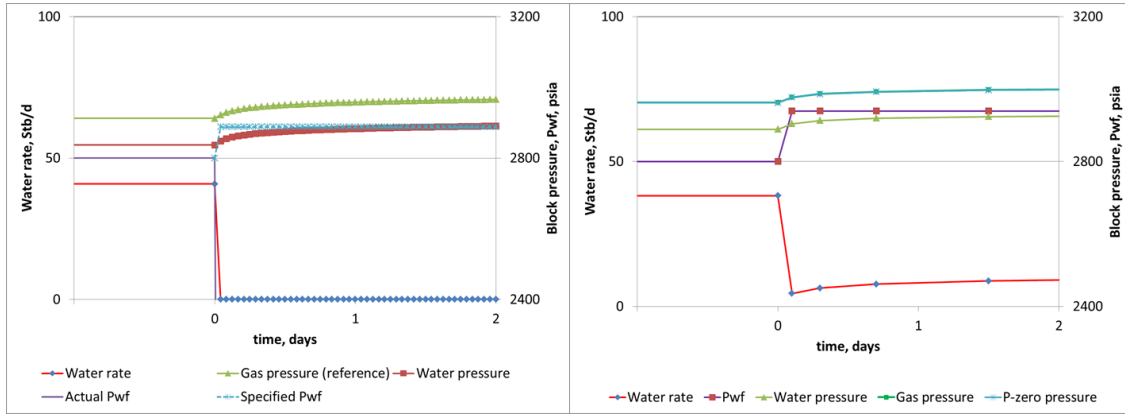 100
50
0
Water rate, Stb/d
3200
2800
2400
Block pressure, Pwf, psia
0 1 2
time, days
Water rate Gas pressure (reference) Water pressure
Actual Pwf Specified Pwf
100
50
0
Water rate, Stb/d
3200
2800
2400
Block pressure, Pwf, psia
0 1 2
time, days
Water rate Pwf Water pressure Gas pressure P-zero pressure